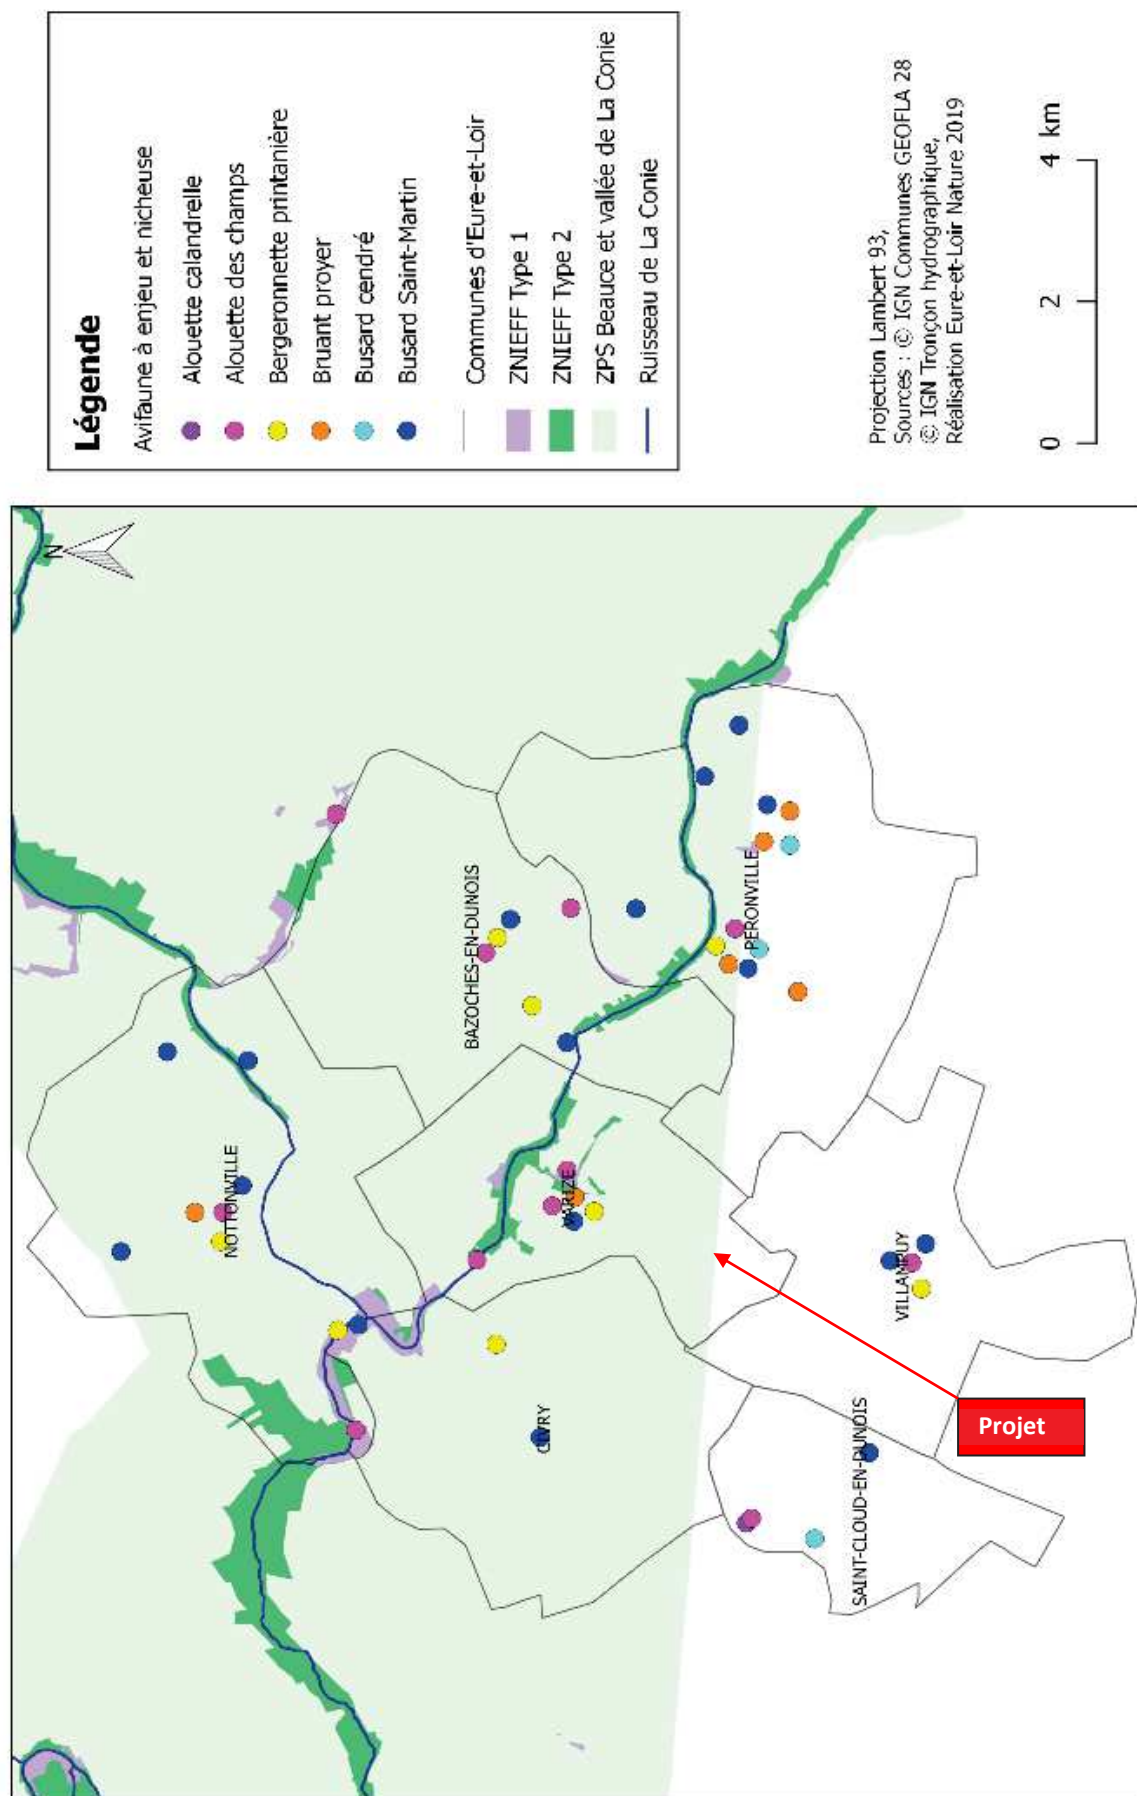 Légende
Avifaune à enjeu et nicheuse
Alouette calandrelle
Alouette des champs
Bergeronnette printanière
Bruant proyer
Busard cendré
Busard Saint-Martin
Communes d'Eure-et-Loir
ZNIEFF Type 1
ZNIEFF Type 2
ZPS Beauce et vallée de La Conie
Ruisseau de La Conie
Projection Lambert 93,
Sources : © IGN Communes GEOFLA 28
© IGN Tronçon hydrographique,
Réalisation Eure-et-Loir Nature 2019
0 2 4 km
N
NOTTONVILLE
BAZOCHES-EN-DUNOIS
VARIZE
CIVRY
PERONVILLE
VILLAMPUY
SAINT-CLOUD-EN-DUNOIS
Projet